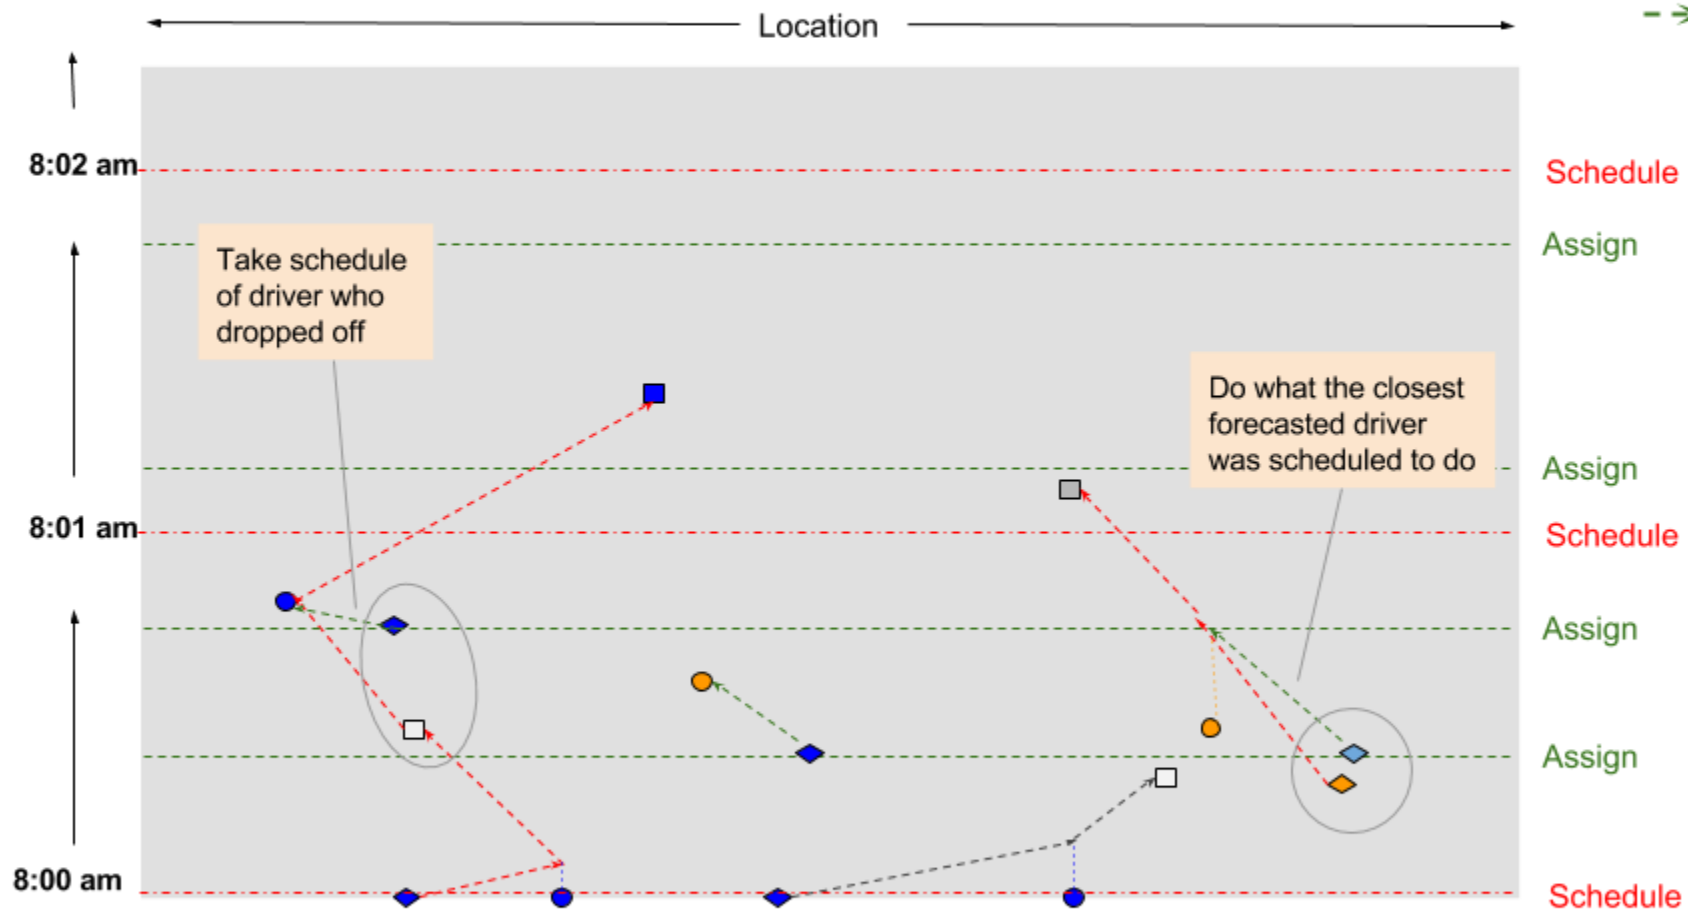 Location
8:02 am
Schedule
Assign
Take schedule
of driver who
dropped off
Do what the closest
forecasted driver
was scheduled to do
Assign
8:01 am
Schedule
Assign
Assign
8:00 am
Schedule